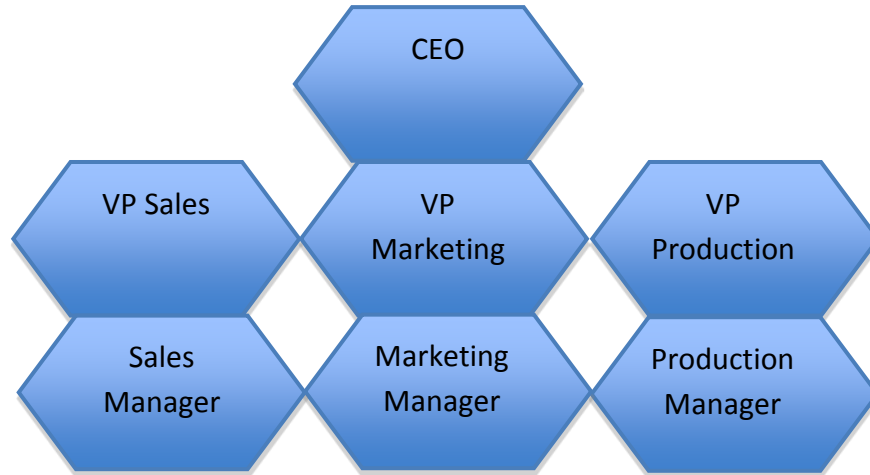 CEO
VP Sales
VP
Marketing
VP
Production
Sales
Manager
Marketing
Manager
Production
Manager